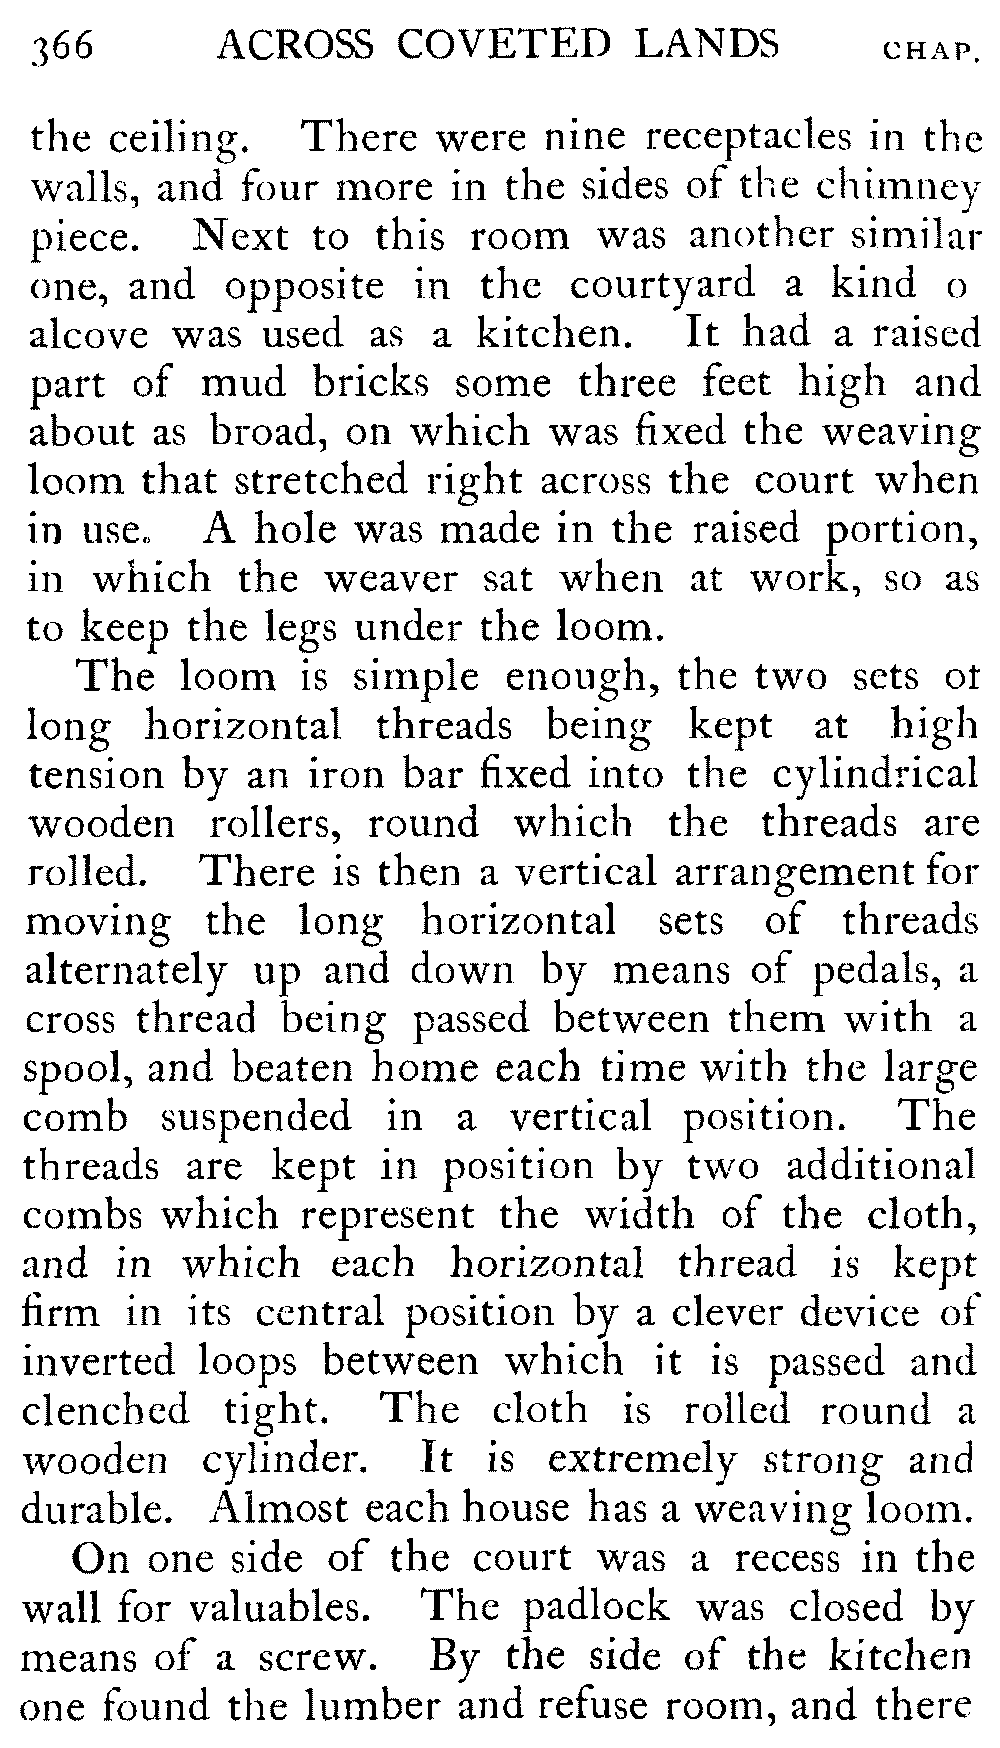 366 ACROSS COVETED LANDS CHAP.
the ceiling. There were nine receptacles in the
walls, and four more in the sides of the chimney
piece. Next to this room was another similar
one, and opposite in the courtyard a kind o
alcove was used as a kitchen. It had a raised
part of mud bricks some three feet high and
about as broad, on which was fixed the weaving
loom that stretched right across the court when
in use. A hole was made in the raised portion,
in which the weaver sat when at work, so as
to keep the legs under the loom.
The loom is simple enough, the two sets of
long horizontal threads being kept at high
tension by an iron bar fixed into the cylindrical
wooden rollers, round which the threads are
rolled. There is then a vertical arrangement for
moving the long horizontal sets of threads
alternately up and down by means of pedals, a
cross thread being passed between them with a
spool, and beaten home each time with the large
comb suspended in a vertical position. The
threads are kept in position by two additional
combs which represent the width of the cloth,
and in which each horizontal thread is kept
firm in its central position by a clever device of
inverted loops between which it is passed and
clenched tight. The cloth is rolled round a
wooden cylinder. It is extremely strong and
durable. Almost each house has a weaving loom.
On one side of the court was a recess in the
wall for valuables. The padlock was closed by
means of a screw. By the side of the kitchen
one found the lumber and refuse room, and there